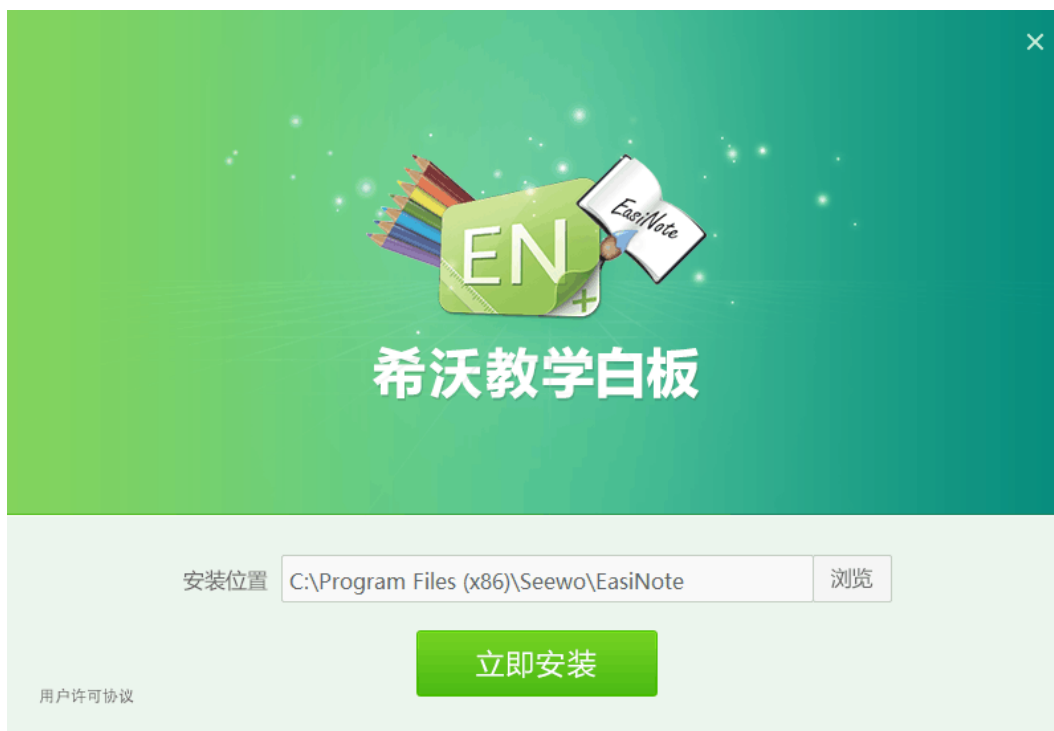 EasiNote
EN
希沃教学白板
安装位置 C:\Program Files (x86)\Seewo\EasiNote 浏览
立即安装
用户许可协议